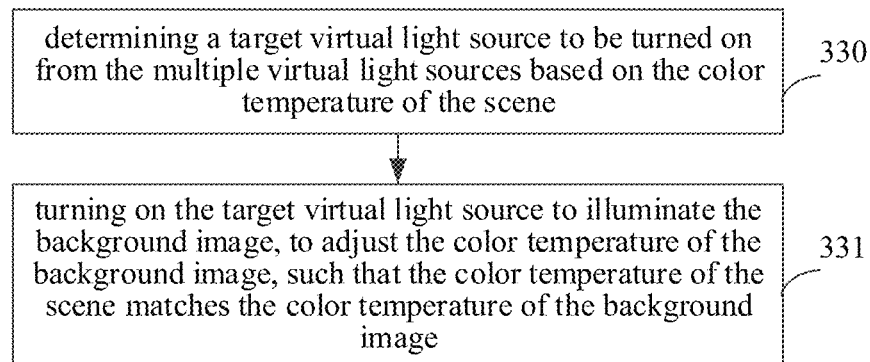 determining a target virtual light source to be turned on
from the multiple virtual light sources based on the color
temperature of the scene
330
turning on the target virtual light source to illuminate the
background image, to adjust the color temperature of the
background image, such that the color temperature of the
scene matches the color temperature of the background
image
331